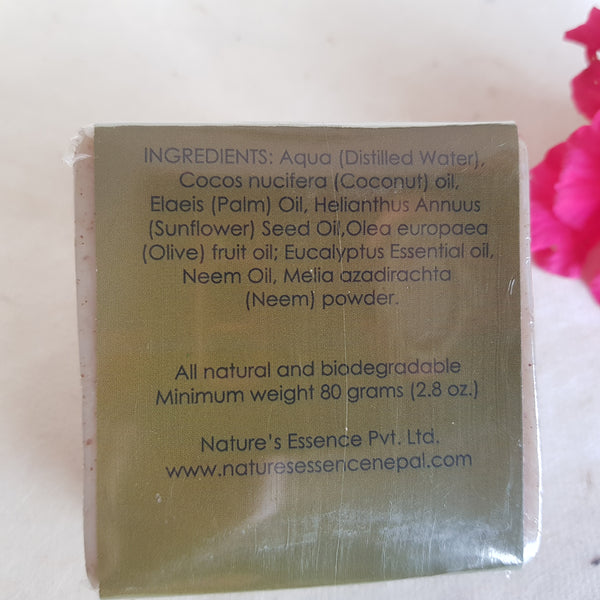 INGREDIENTS: Aqua (Distilled Water),
Cocos nucifera (Coconut) oil,
Elaeis (Palm) Oil, Helianthus Annuus
(Sunflower) Seed Oil,Olea europaea
(Olive) fruit oil; Eucalyptus Essential oil,
Neem Oil, Melia azadirachta
(Neem) powder.
All natural and biodegradable
Minimum weight 80 grams (2.8 oz.)
Nature's Essence Pvt. Ltd.
www.naturesessencenepal.com